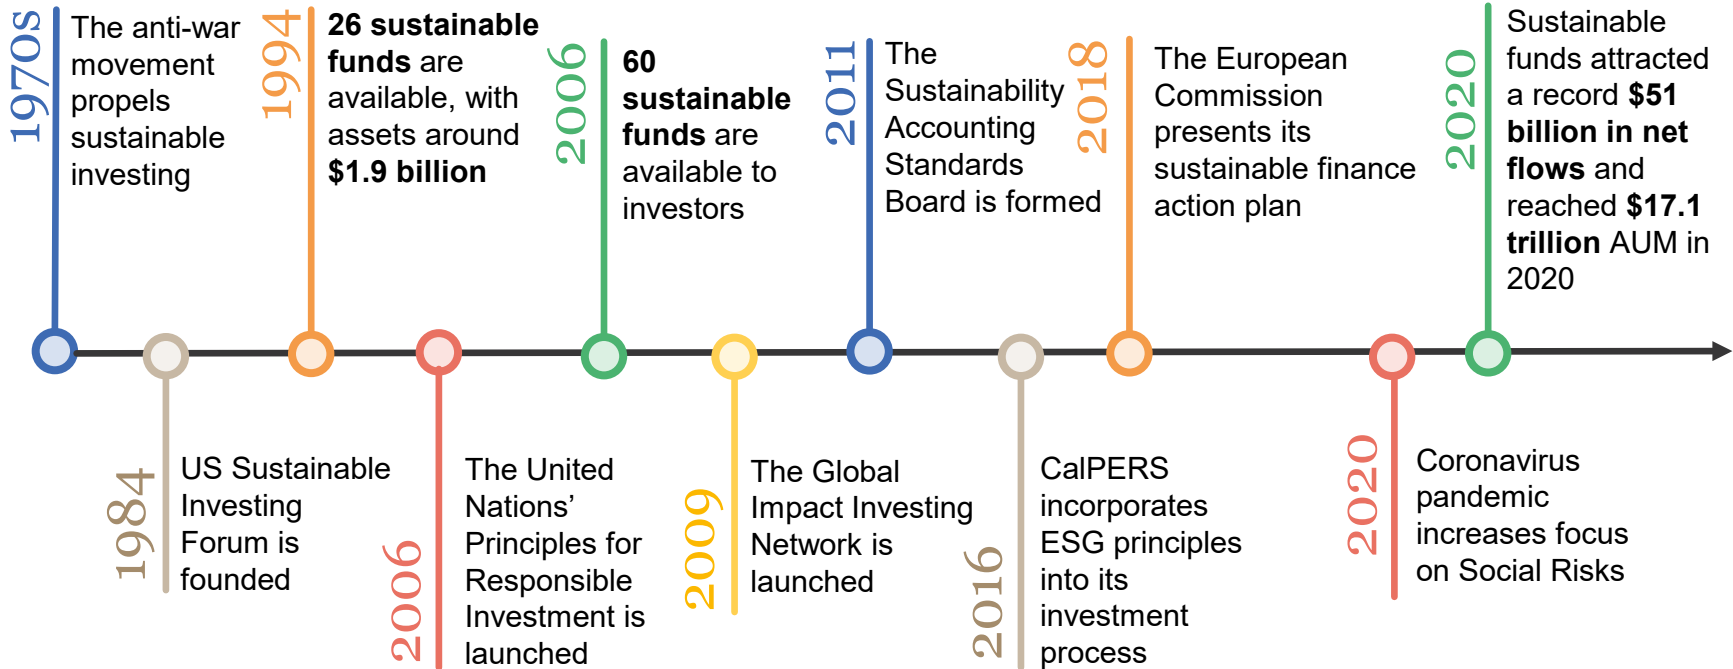 1970s
The anti-war
movement
propels
sustainable
investing
1984
US Sustainable
Investing
Forum is
founded
1994
26 sustainable
funds are
available, with
assets around
$1.9 billion
2006
The United
Nations’
Principles for
Responsible
Investment is
launched
2006
60
sustainable
funds are
available to
investors
2009
The Global
Impact Investing
Network is
launched
2011
The
Sustainability
Accounting
Standards
Board is formed
2016
CalPERS
incorporates
ESG principles
into its
investment
process
2018
The European
Commission
presents its
sustainable finance
action plan
2020
Coronavirus
pandemic
increases focus
on Social Risks
2020
Sustainable
funds attracted
a record $51
billion in net
flows and
reached $17.1
trillion AUM in
2020